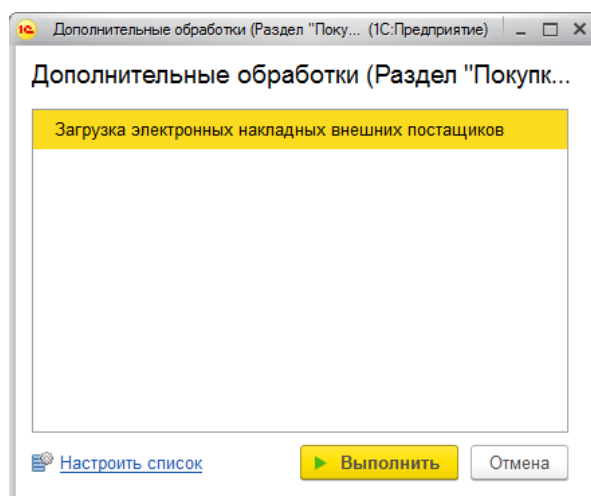 1С Дополнительные обработки (Раздел "Поку... (1С:Предприятие)
Дополнительные обработки (Раздел "Покупк...
Загрузка электронных накладных внешних постащиков
Настроить список
Выполнить
Отмена